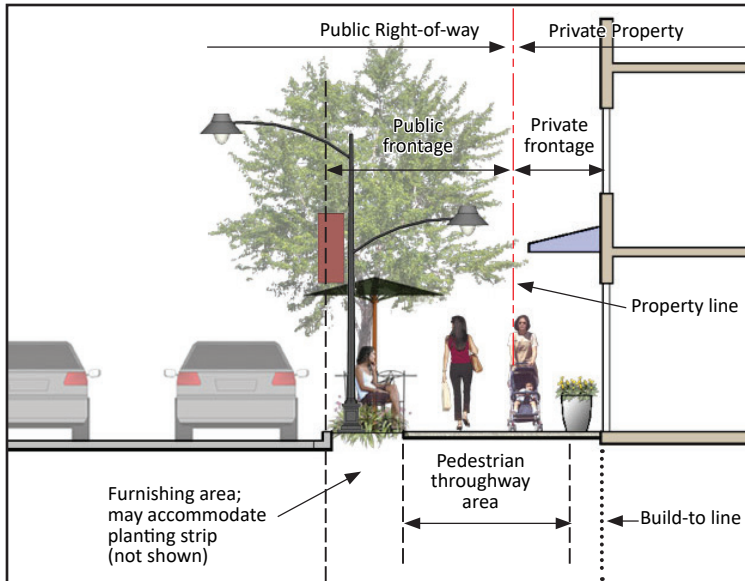 Public Right-of-way
Private Property
Public
frontage
Private
frontage
Property line
Furnishing area;
may accommodate
planting strip
(not shown)
Pedestrian
throughway
area
Build-to line